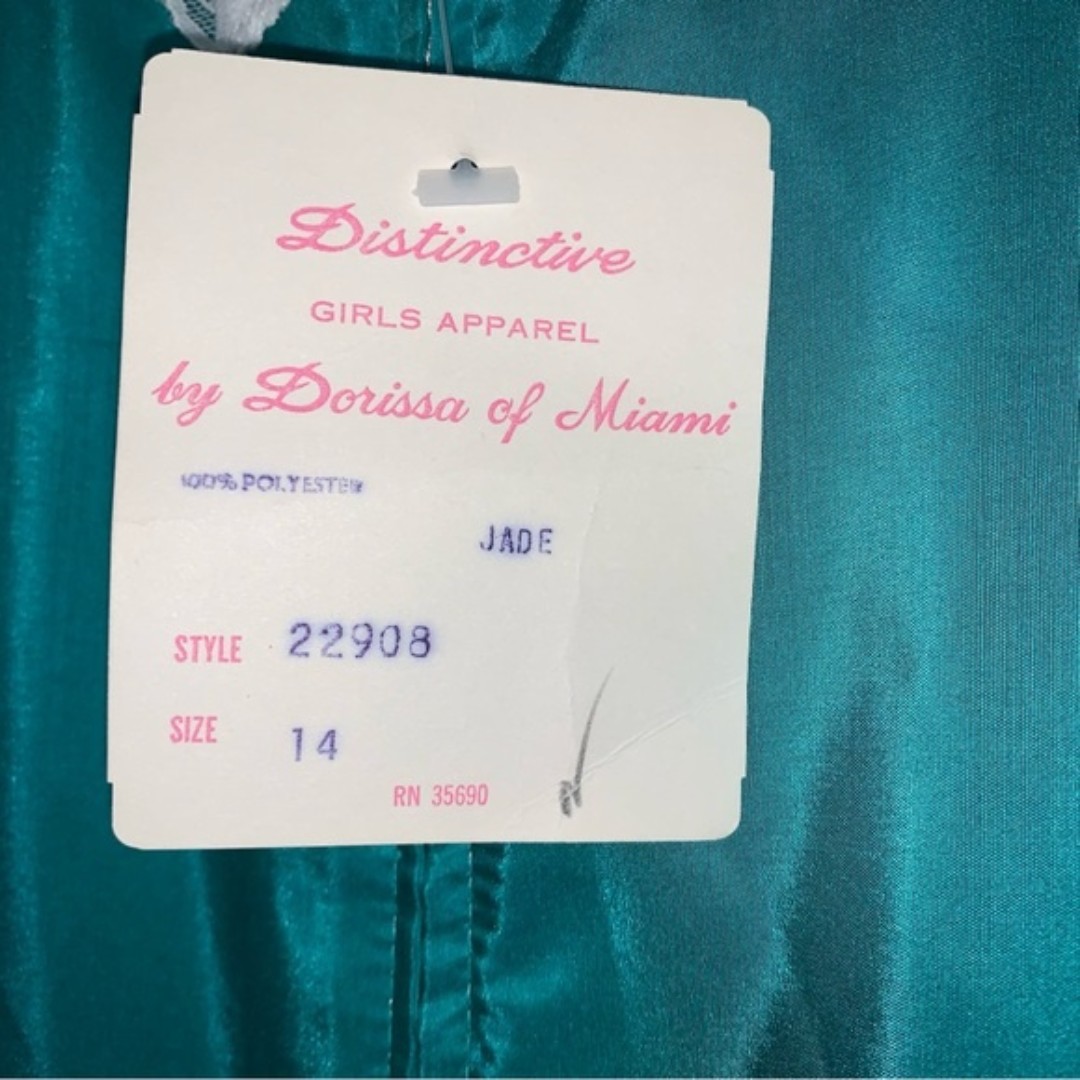 Distinctive
GIRLS APPAREL
by Dorissa of Miami
100% POLYESTER
JADE
STYLE 22908
SIZE 14
RN 35690